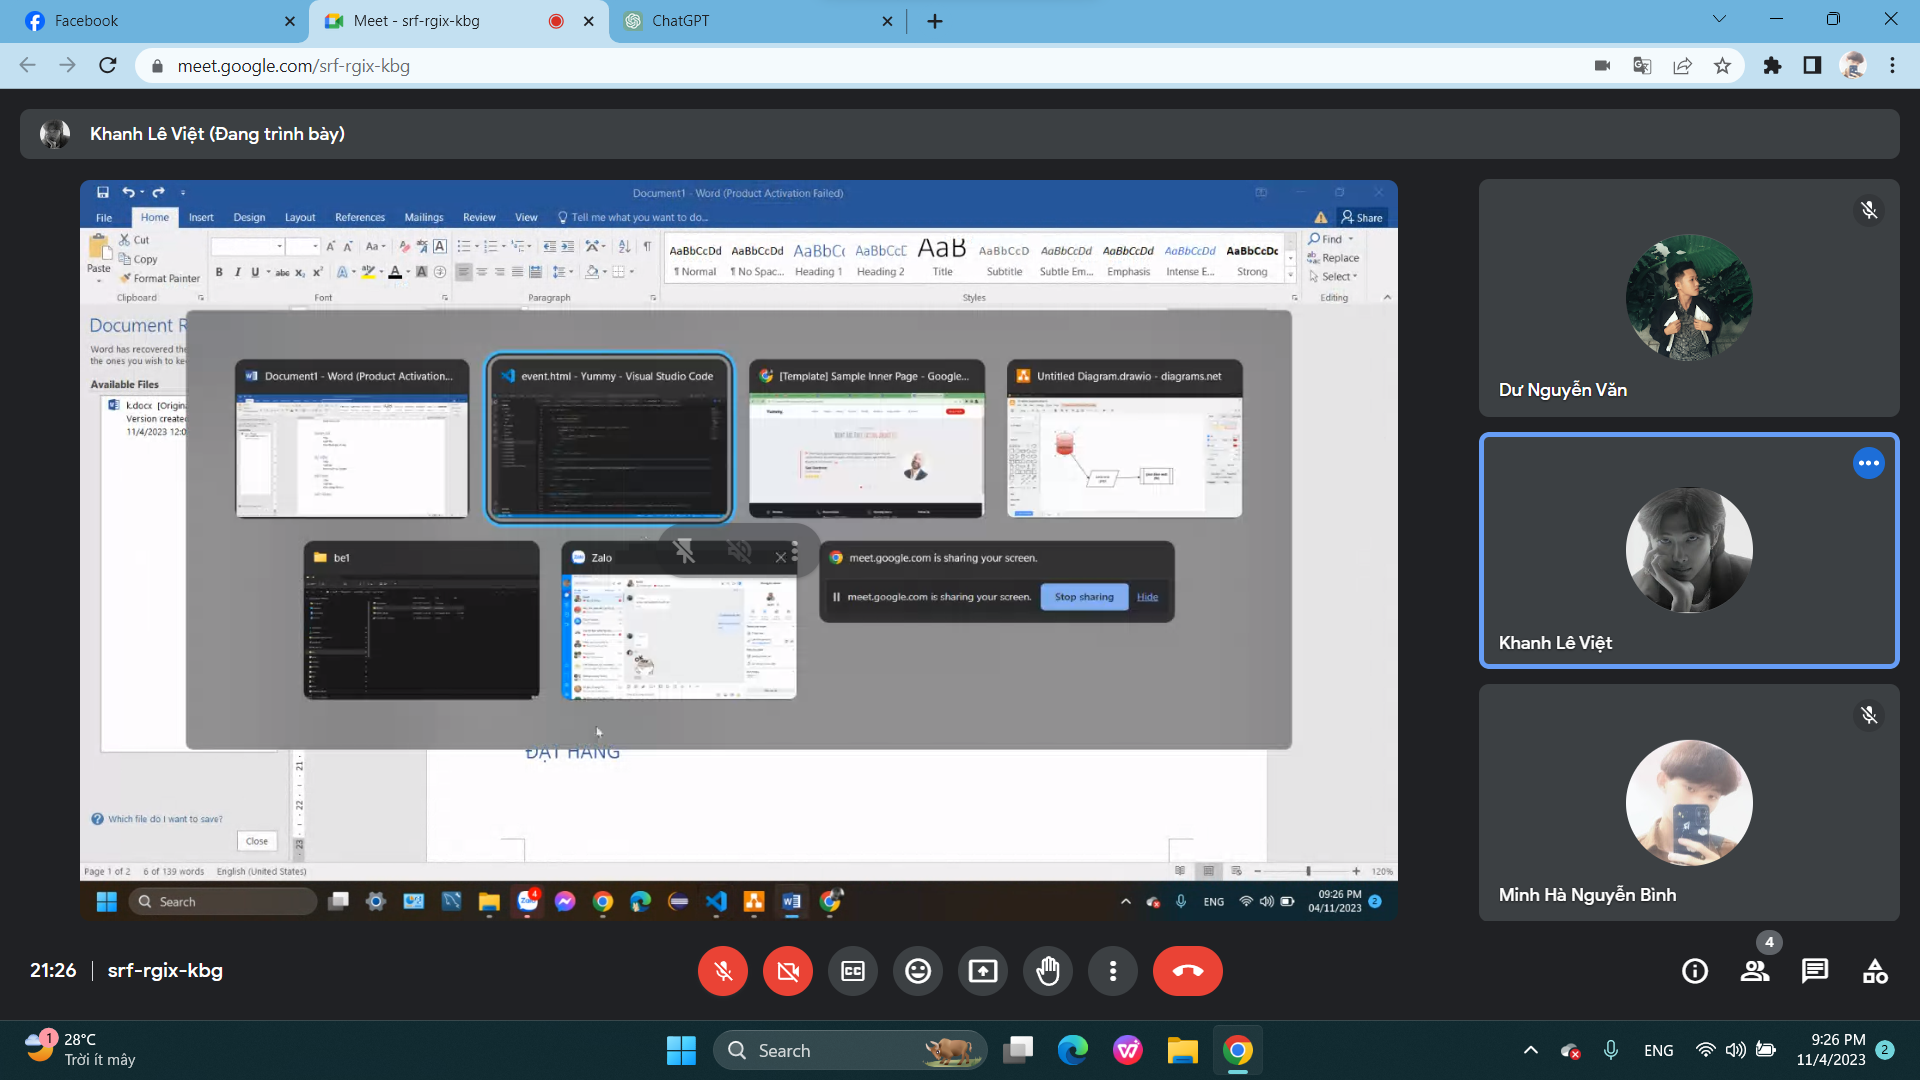 Facebook
Meet - srf-rgix-kbg
ChatGPT
meet.google.com/srf-rgix-kbg
Khanh Lê Việt (Đang trình bày)
Document1 - Word (Product Activation Failed)
File Home Insert Design Layout References Mailings Review View Tell me what you want to do... Share
Paste
Cut
Copy
Format Painter
Clipboard
Font
Paragraph
AaBbCcDd AaBbCcDd AaBbCc AaBbCcE AaB AaBbCcD AaBbCcDd AaBbCcDd AaBbCcDd AaBbCcDc
¶ Normal ¶ No Spac... Heading 1 Heading 2 Title Subtitle Subtle Em... Emphasis Intense E... Strong
Styles
Find
Replace
Select
Editing
Document R
Word has recovered the
the ones you wish to ke
Available Files
k.docx [Origina
Version created
11/4/2023 12:0
Document1 - Word (Product Activation...
event.html - Yummy - Visual Studio Code
[Template] Sample Inner Page - Google...
Untitled Diagram.drawio - diagrams.net
be1
Zalo
meet.google.com is sharing your screen.
meet.google.com is sharing your screen. Stop sharing Hide
ĐẶT HÀNG
21
22
23
Which file do I want to save?
Close
Page 1 of 2 6 of 139 words English (United States)
120%
Search
4
ENG
09:26 PM
04/11/2023
2
Dư Nguyễn Văn
Khanh Lê Việt
Minh Hà Nguyễn Bình
21:26 | srf-rgix-kbg
4
1
28°C
Trời ít mây
Search
ENG
9:26 PM
11/4/2023
2